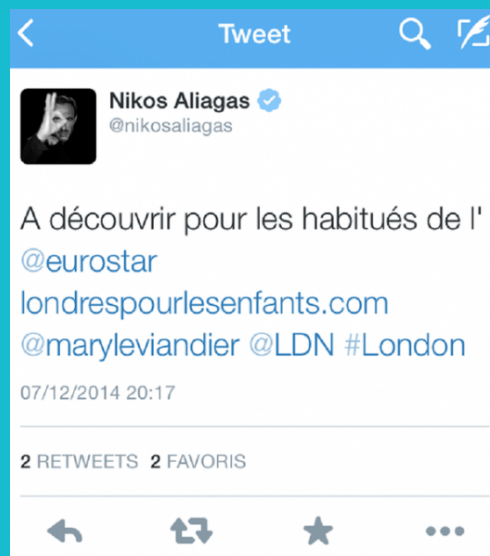 Tweet
Nikos Aliagas
@nikosaliagas
A découvrir pour les habitués de l'
@eurostar
londrespourlesenfants.com
@maryleviandier @LDN #London
07/12/2014 20:17
2 RETWEETS 2 FAVORIS